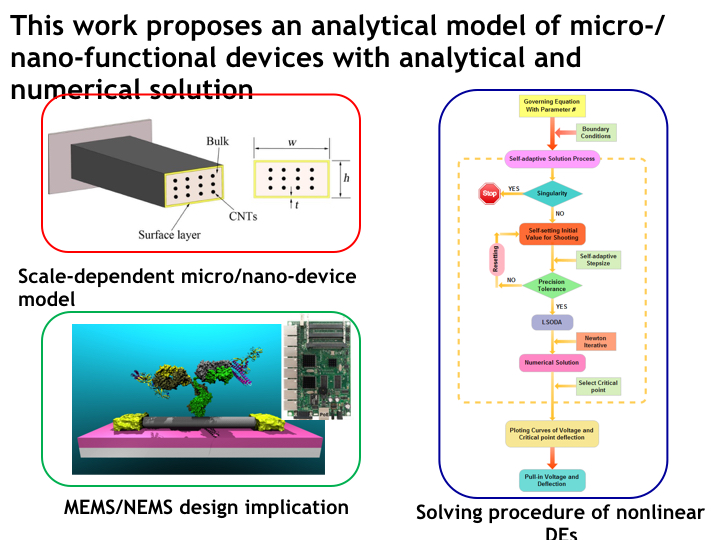 This work proposes an analytical model of micro-/
nano-functional devices with analytical and
numerical solution
Bulk
CNTs
Surface layer
w
h
t
Scale-dependent micro/nano-device
model
MEMS/NEMS design implication
Governing Equation
With Parameter #
Boundary
Conditions
Self-adaptive Solution Process
Stop
YES
Singularity
NO
Self-setting Initial
Value for Shooting
Resetting
Self-adaptive
Stepsize
NO
Precision
Tolerance
YES
LSODA
Newton
Iterative
Numerical Solution
Select Critical
point
Ploting Curves of Voltage and
Critical point deflection
Pull-in Voltage and
Deflection
Solving procedure of nonlinear
DEs